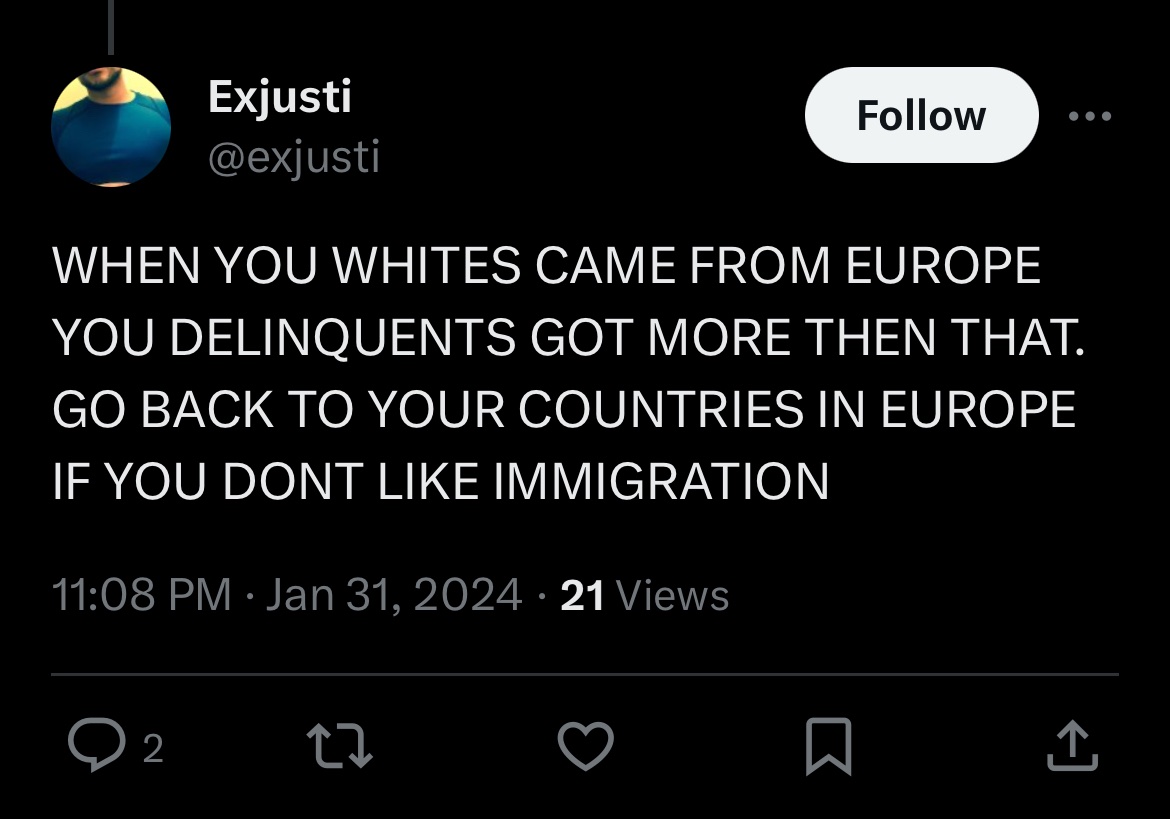 Exjusti
@exjusti
Follow
WHEN YOU WHITES CAME FROM EUROPE
YOU DELINQUENTS GOT MORE THEN THAT.
GO BACK TO YOUR COUNTRIES IN EUROPE
IF YOU DONT LIKE IMMIGRATION
11:08 PM · Jan 31, 2024 · 21 Views
2